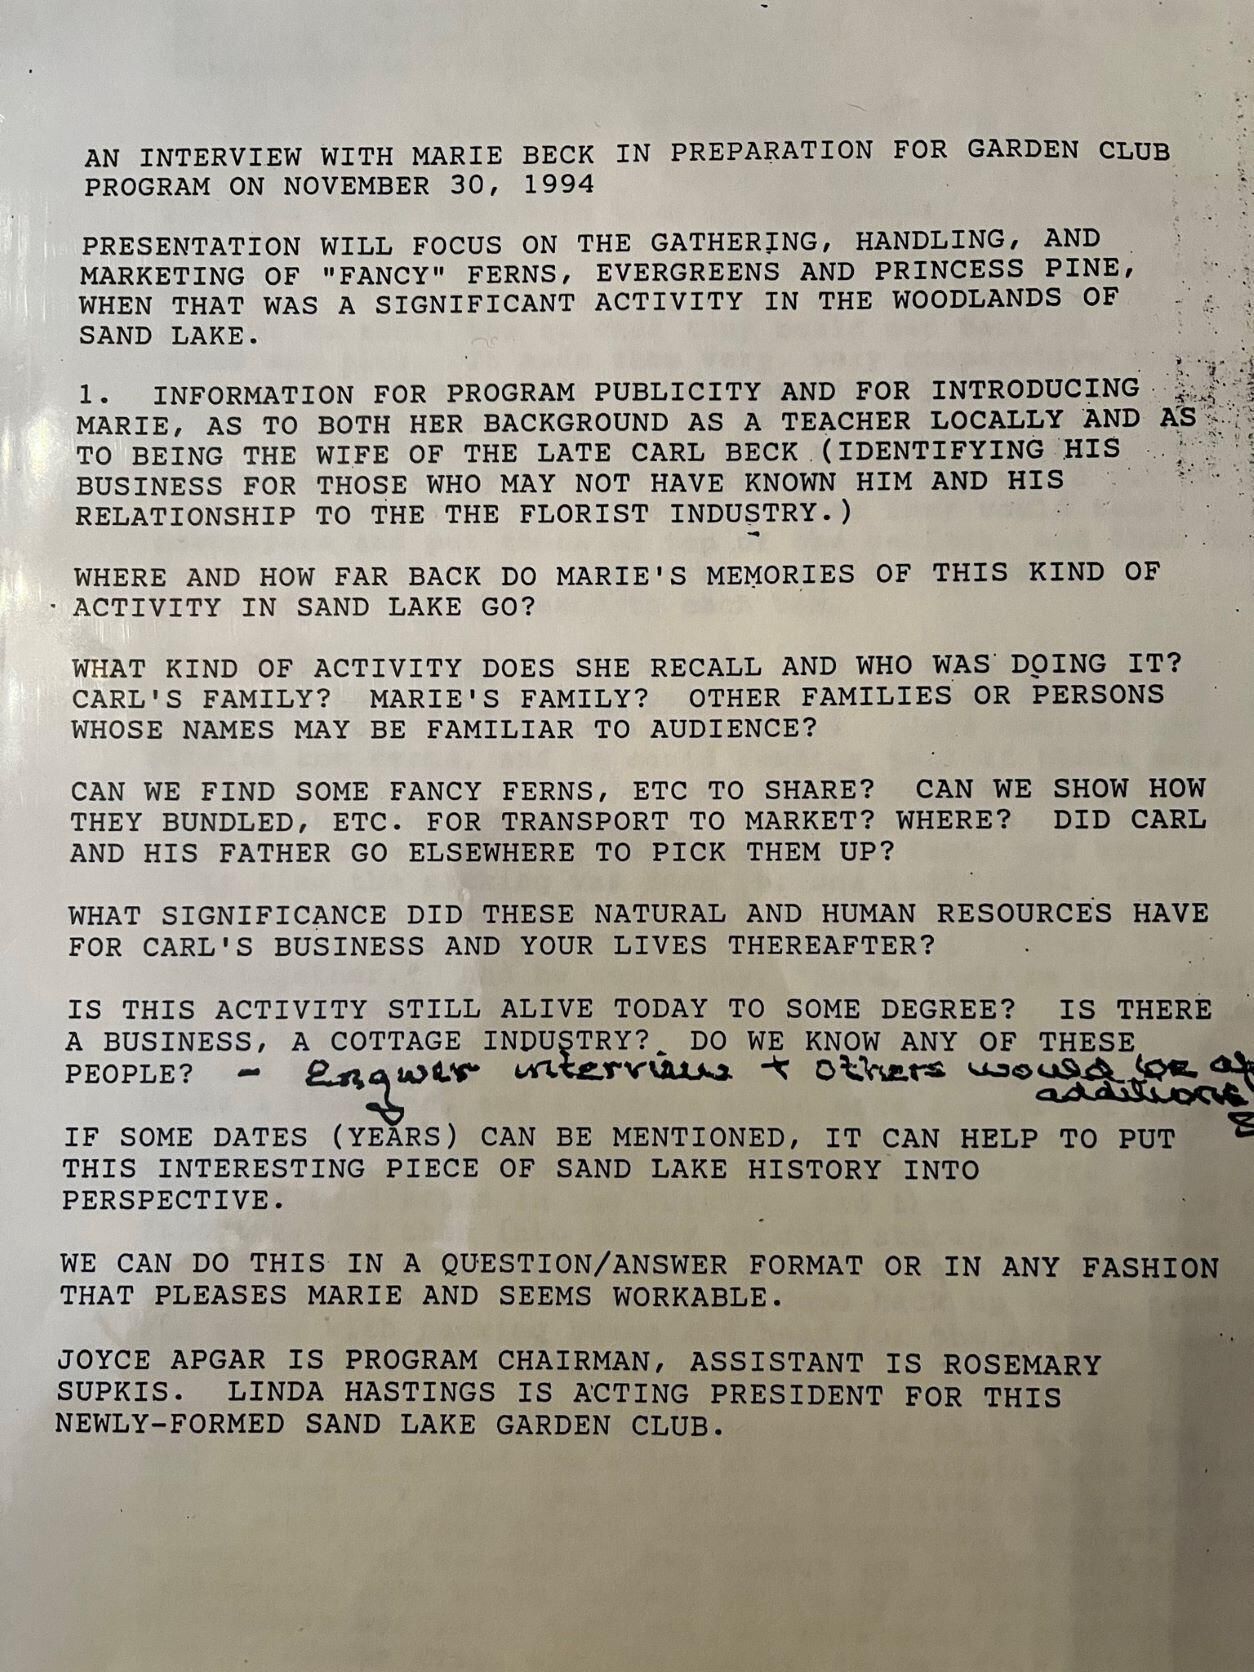 AN INTERVIEW WITH MARIE BECK IN PREPARATION FOR GARDEN CLUB
PROGRAM ON NOVEMBER 30, 1994
PRESENTATION WILL FOCUS ON THE GATHERING, HANDLING, AND
MARKETING OF "FANCY" FERNS, EVERGREENS AND PRINCESS PINE,
WHEN THAT WAS A SIGNIFICANT ACTIVITY IN THE WOODLANDS OF
SAND LAKE.
1. INFORMATION FOR PROGRAM PUBLICITY AND FOR INTRODUCING
MARIE, AS TO BOTH HER BACKGROUND AS A TEACHER LOCALLY AND AS
TO BEING THE WIFE OF THE LATE CARL BECK (IDENTIFYING HIS
BUSINESS FOR THOSE WHO MAY NOT HAVE KNOWN HIM AND HIS
RELATIONSHIP TO THE THE FLORIST INDUSTRY.)
WHERE AND HOW FAR BACK DO MARIE'S MEMORIES OF THIS KIND OF
ACTIVITY IN SAND LAKE GO?
WHAT KIND OF ACTIVITY DOES SHE RECALL AND WHO WAS DOING IT?
CARL'S FAMILY? MARIE'S FAMILY? OTHER FAMILIES OR PERSONS
WHOSE NAMES MAY BE FAMILIAR TO AUDIENCE?
CAN WE FIND SOME FANCY FERNS, ETC TO SHARE? CAN WE SHOW HOW
THEY BUNDLED, ETC. FOR TRANSPORT TO MARKET? WHERE? DID CARL
AND HIS FATHER GO ELSEWHERE TO PICK THEM UP?
WHAT SIGNIFICANCE DID THESE NATURAL AND HUMAN RESOURCES HAVE
FOR CARL'S BUSINESS AND YOUR LIVES THEREAFTER?
IS THIS ACTIVITY STILL ALIVE TODAY TO SOME DEGREE? IS THERE
A BUSINESS, A COTTAGE INDUSTRY? DO WE KNOW ANY OF THESE
PEOPLE? - interview + others would be
IF SOME DATES (YEARS) CAN BE MENTIONED, IT CAN HELP TO PUT
THIS INTERESTING PIECE OF SAND LAKE HISTORY INTO
PERSPECTIVE.
WE CAN DO THIS IN A QUESTION/ANSWER FORMAT OR IN ANY FASHION
THAT PLEASES MARIE AND SEEMS WORKABLE.
JOYCE APGAR IS PROGRAM CHAIRMAN, ASSISTANT IS ROSEMARY
SUPKIS. LINDA HASTINGS IS ACTING PRESIDENT FOR THIS
NEWLY-FORMED SAND LAKE GARDEN CLUB.